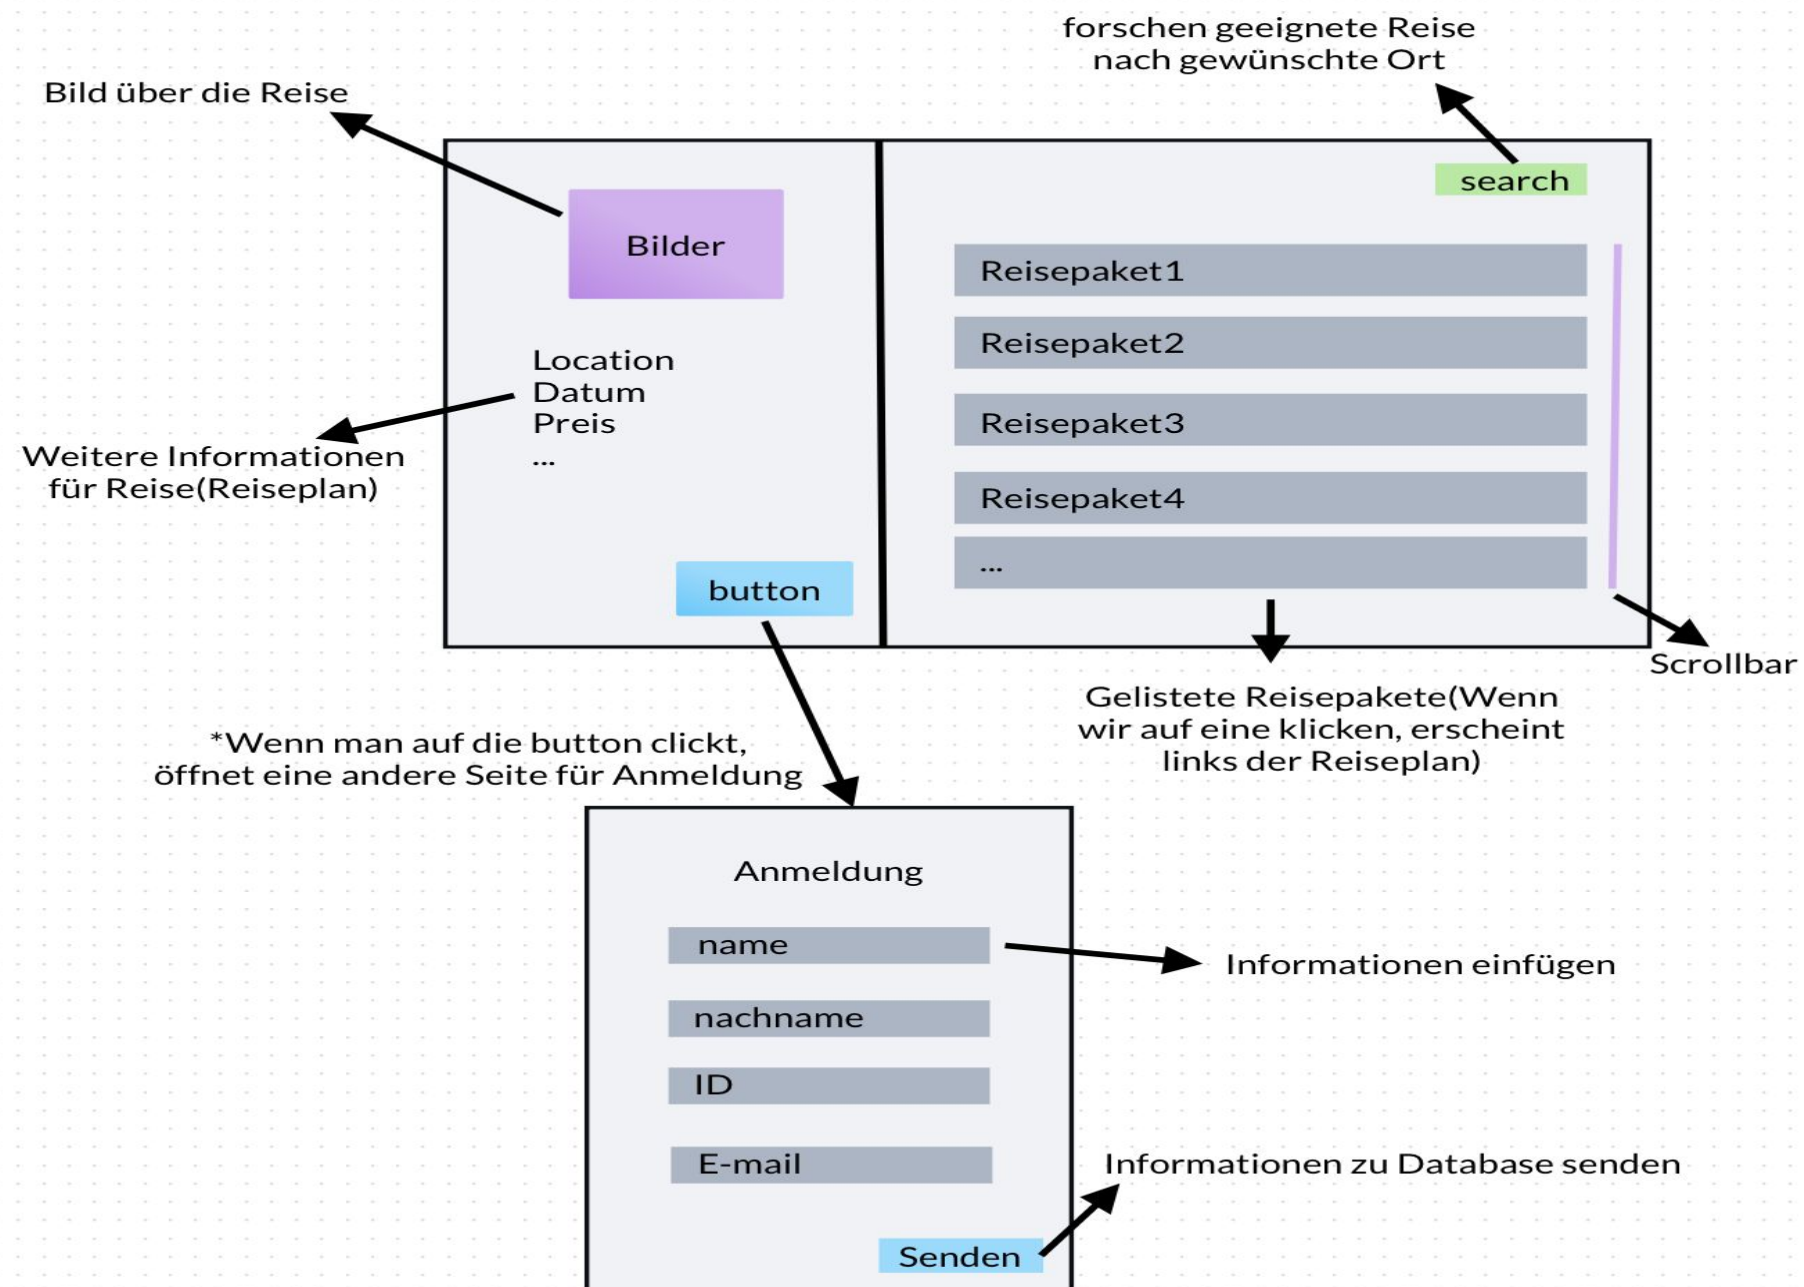 forschen geeignete Reise
nach gewünschte Ort
Bild über die Reise
search
Bilder
Reisepaket1
Reisepaket2
Reisepaket3
Reisepaket4
...
Location
Datum
Preis
...
Weitere Informationen
für Reise(Reiseplan)
button
Scrollbar
Gelistete Reisepakete(Wenn
wir auf eine klicken, erscheint
links der Reiseplan)
*Wenn man auf die button clickt,
öffnet eine andere Seite für Anmeldung
Anmeldung
name
Informationen einfügen
nachname
ID
E-mail
Informationen zu Database senden
Senden